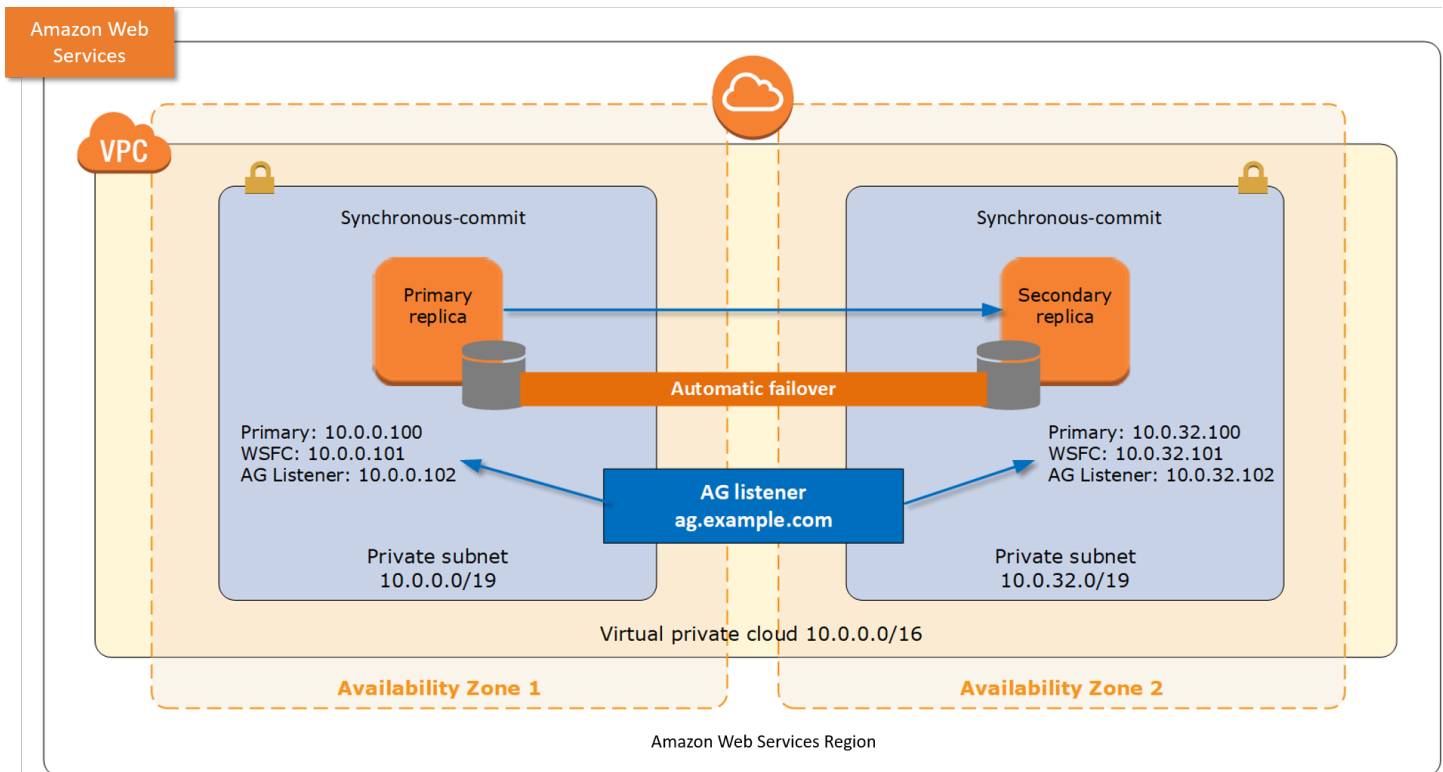 Amazon Web
Services
VPC
Synchronous-commit
Synchronous-commit
Primary
replica
Secondary
replica
Automatic failover
Primary: 10.0.0.100
WSFC: 10.0.0.101
AG Listener: 10.0.0.102
Primary: 10.0.32.100
WSFC: 10.0.32.101
AG Listener: 10.0.32.102
AG listener
ag.example.com
Private subnet
10.0.0.0/19
Private subnet
10.0.32.0/19
Virtual private cloud 10.0.0.0/16
Availability Zone 1
Availability Zone 2
Amazon Web Services Region